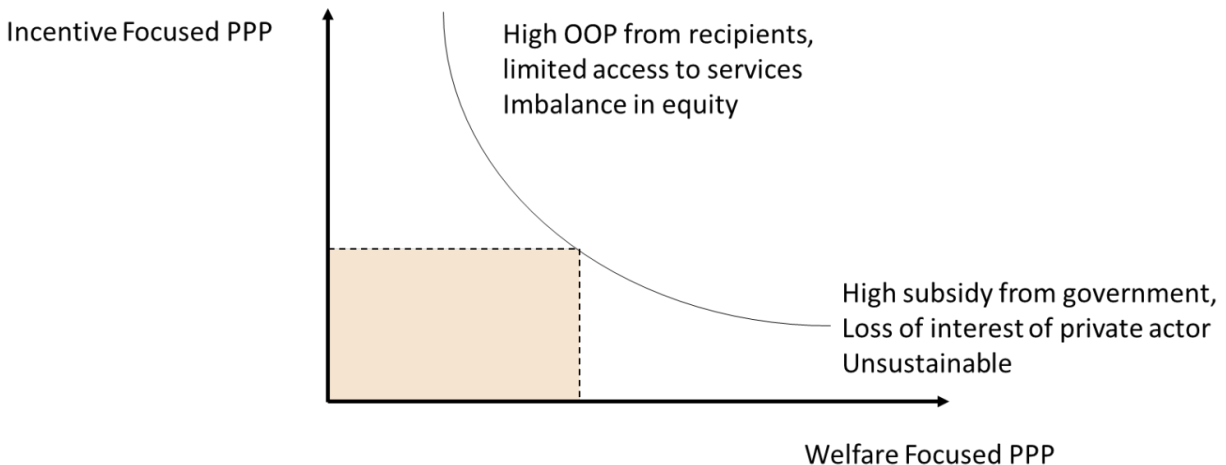 Incentive Focused PPP
High OOP from recipients,
limited access to services
Imbalance in equity
High subsidy from government,
Loss of interest of private actor
Unsustainable
Welfare Focused PPP